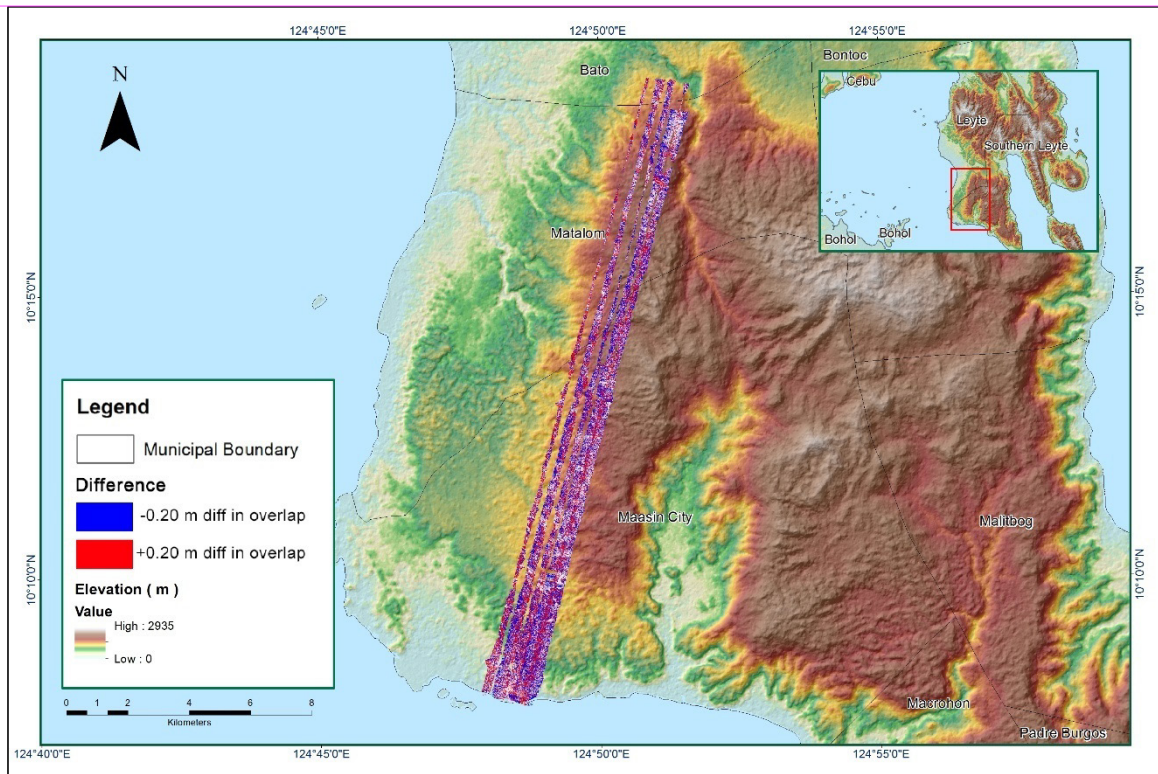 124°45'0"E
124°50'0"E
124°55'0"E
N
Bato
Bontoc
Cebu
Leyte
Southern Leyte
Bohol
Bohol
Matalom
10°15'0"N
10°15'0"N
Legend
Municipal Boundary
Difference
-0.20 m diff in overlap
+0.20 m diff in overlap
Elevation ( m )
Value
High : 2935
Low : 0
Maasin City
Malitbog
10°10'0"N
10°10'0"N
Macrohon
Padre Burgos
0 1 2 4 6 8
Kilometers
124°40'0"E
124°45'0"E
124°50'0"E
124°55'0"E